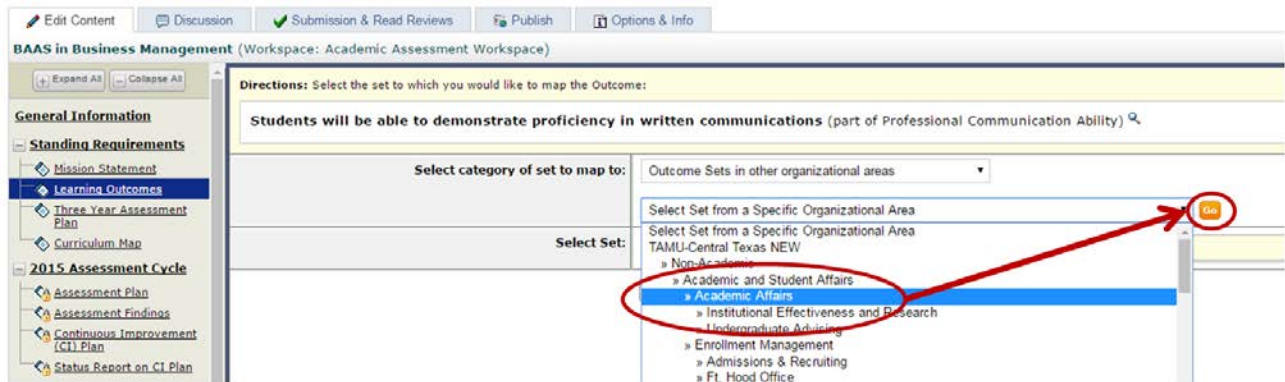 Edit Content Discussion Submission & Read Reviews Publish Options & Info
BAAS in Business Management (Workspace: Academic Assessment Workspace)
Expand All Collapse All
General Information
Standing Requirements
Mission Statement
Learning Outcomes
Three Year Assessment
Plan
Curriculum Map
2015 Assessment Cycle
Assessment Plan
Assessment Findings
Continuous Improvement
(CI) Plan
Status Report on CI Plan
Directions: Select the set to which you would like to map the Outcome:
Students will be able to demonstrate proficiency in written communications (part of Professional Communication Ability)
Select category of set to map to: Outcome Sets in other organizational areas
Select Set from a Specific Organizational Area Go
Select Set:
Select Set from a Specific Organizational Area
TAMU-Central Texas NEW
» Non-Academic
» Academic and Student Affairs
» Academic Affairs
» Institutional Effectiveness and Research
» Undergraduate Advising
» Enrollment Management
» Admissions & Recruiting
» Ft. Hood Office